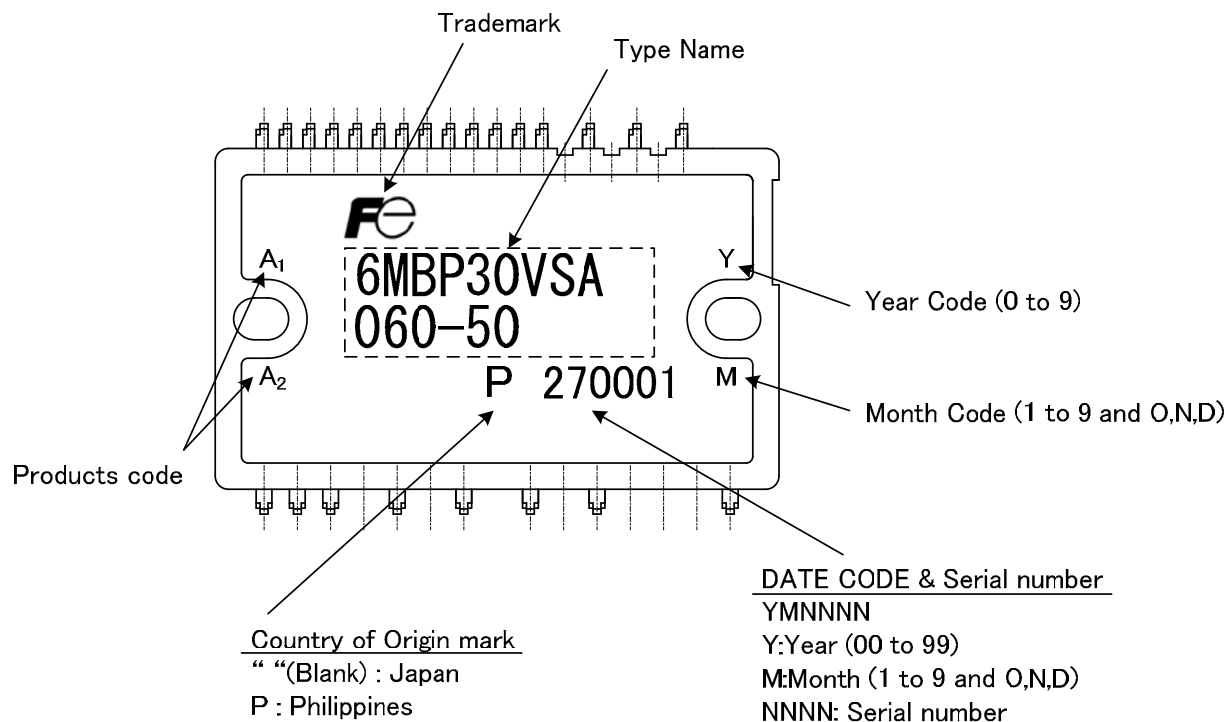 Trademark
Type Name
Fe
6MBP30VSA
060-50
A1
Y
Year Code (0 to 9)
A2
P 270001
M
Month Code (1 to 9 and O,N,D)
Products code
DATE CODE & Serial number
YMNNNN
Y:Year (00 to 99)
M:Month (1 to 9 and O,N,D)
NNNN: Serial number
Country of Origin mark
“ “(Blank) : Japan
P : Philippines